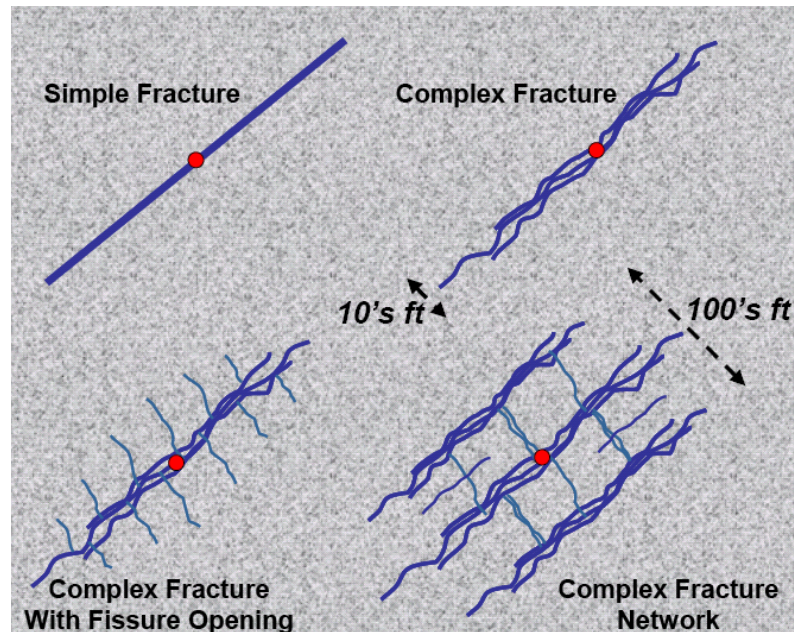 Simple Fracture
Complex Fracture
10's ft
100's ft
Complex Fracture
With Fissure Opening
Complex Fracture
Network